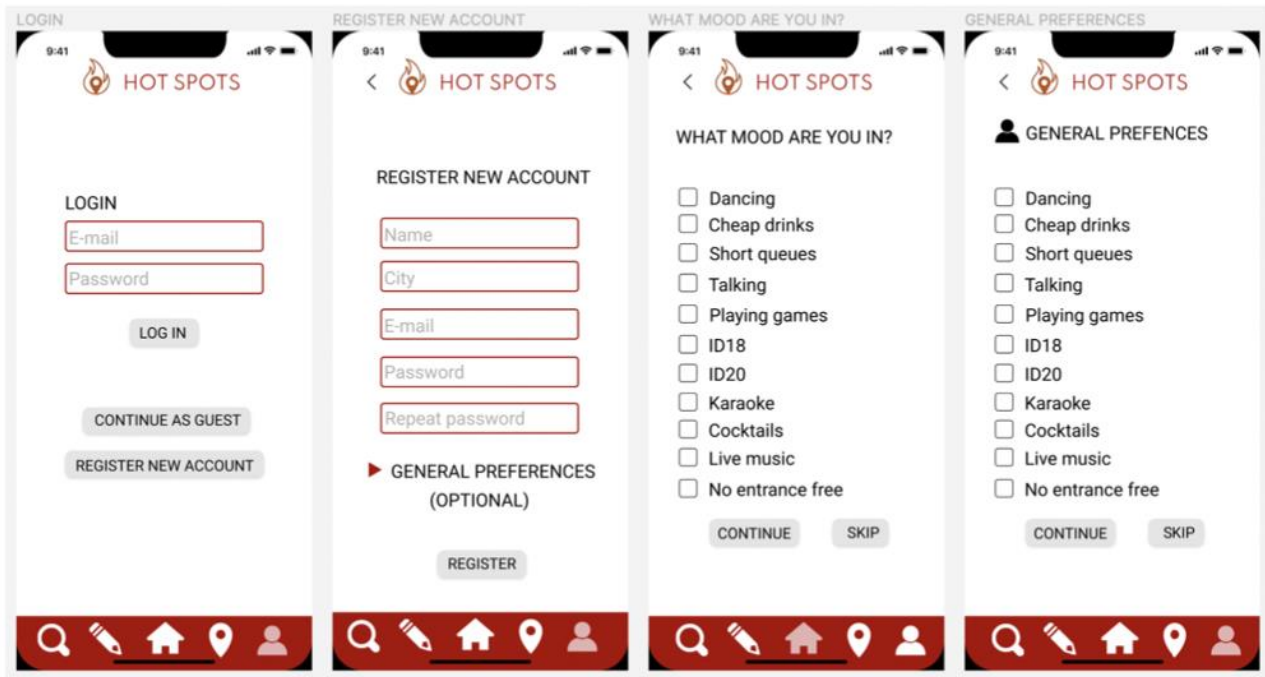 LOGIN
9:41
HOT SPOTS
LOGIN
E-mail
Password
LOG IN
CONTINUE AS GUEST
REGISTER NEW ACCOUNT
REGISTER NEW ACCOUNT
9:41
HOT SPOTS
REGISTER NEW ACCOUNT
Name
City
E-mail
Password
Repeat password
GENERAL PREFERENCES
(OPTIONAL)
REGISTER
WHAT MOOD ARE YOU IN?
9:41
HOT SPOTS
WHAT MOOD ARE YOU IN?
Dancing
Cheap drinks
Short queues
Talking
Playing games
ID18
ID20
Karaoke
Cocktails
Live music
No entrance free
CONTINUE SKIP
GENERAL PREFERENCES
9:41
HOT SPOTS
GENERAL PREFENCES
Dancing
Cheap drinks
Short queues
Talking
Playing games
ID18
ID20
Karaoke
Cocktails
Live music
No entrance free
CONTINUE SKIP